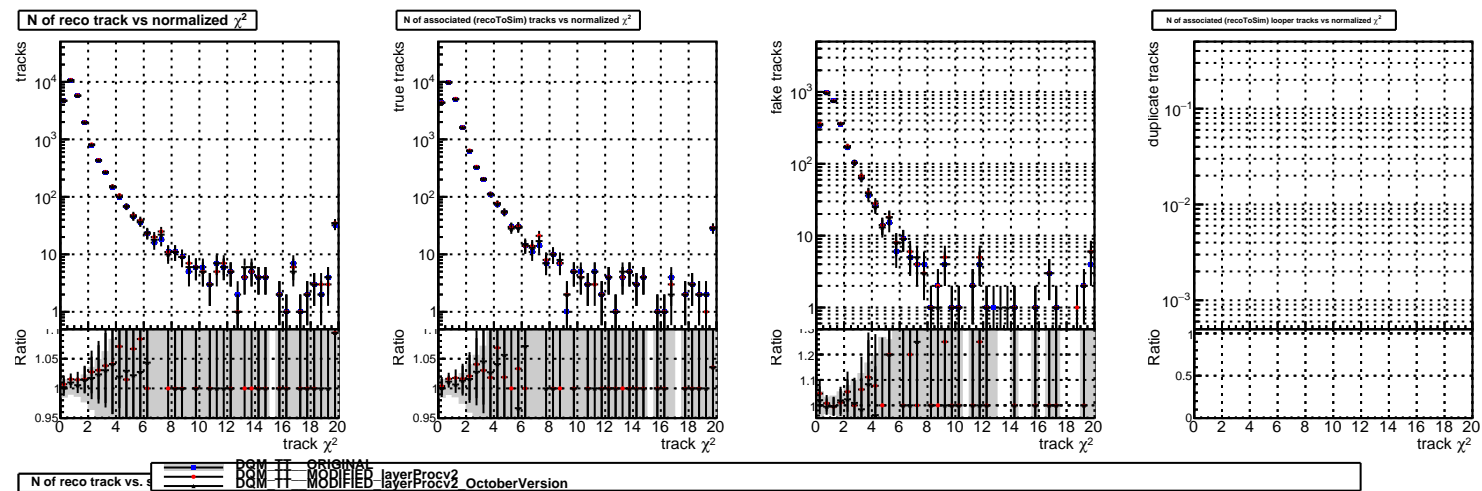 N of reco track vs normalized χ²
N of associated (recoToSim) tracks vs normalized χ²
N of associated (recoToSim) looper tracks vs normalized χ²
tracks
10⁴
10³
10²
10
1
Ratio
1.05
1
0.95
0 2 4 6 8 10 12 14 16 18 20
track χ²
true tracks
10⁴
10³
10²
10
1
Ratio
1.05
1
0.95
0 2 4 6 8 10 12 14 16 18 20
track χ²
fake tracks
10³
10²
10
1
Ratio
1.2
1.1
1
0 2 4 6 8 10 12 14 16 18 20
track χ²
duplicate tracks
10⁻¹
10⁻²
10⁻³
Ratio
1
0.5
0
0 2 4 6 8 10 12 14 16 18 20
track χ²
N of reco track vs.
DQM_TT__ORIGINAL
DQM_TT__MODIFIED_layerProcv2
DQM_TT__MODIFIED_layerProcv2_OctoberVersion